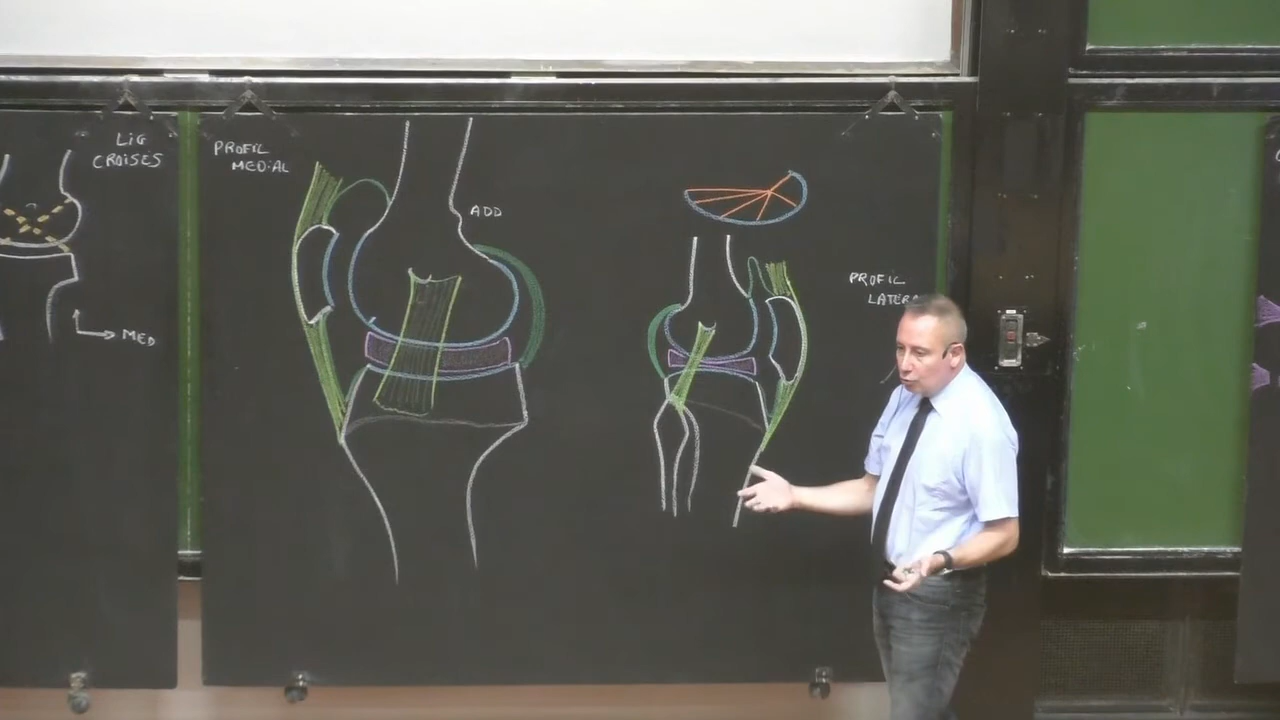 LiG
CROiSES
MED
PROFIL
MEDiAL
ADD
PROFIL